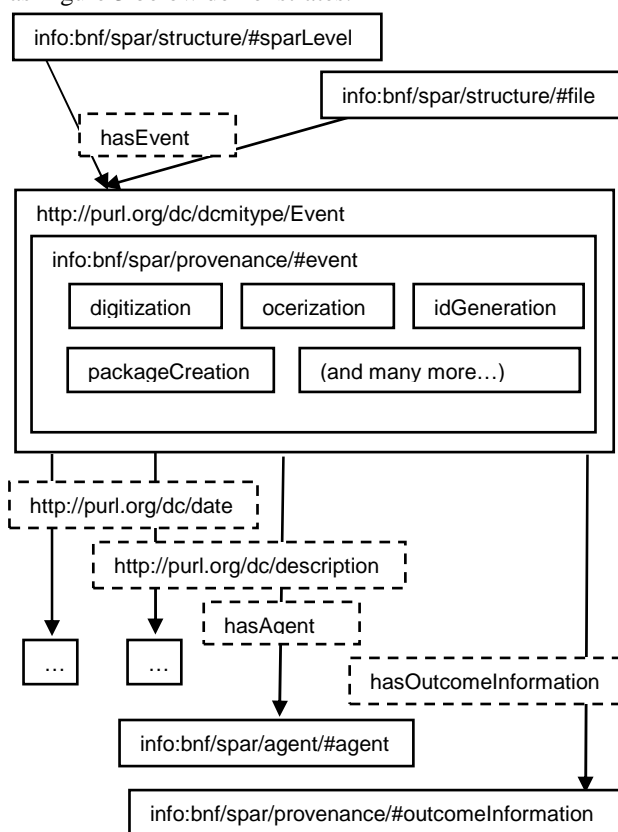 info:bnf/spar/structure/#sparLevel
info:bnf/spar/structure/#file
hasEvent
http://purl.org/dc/dcmitype/Event
info:bnf/spar/provenance/#event
digitization
ocerization
idGeneration
packageCreation
(and many more…)
http://purl.org/dc/date
http://purl.org/dc/description
hasAgent
…
…
hasOutcomeInformation
info:bnf/spar/agent/#agent
info:bnf/spar/provenance/#outcomeInformation